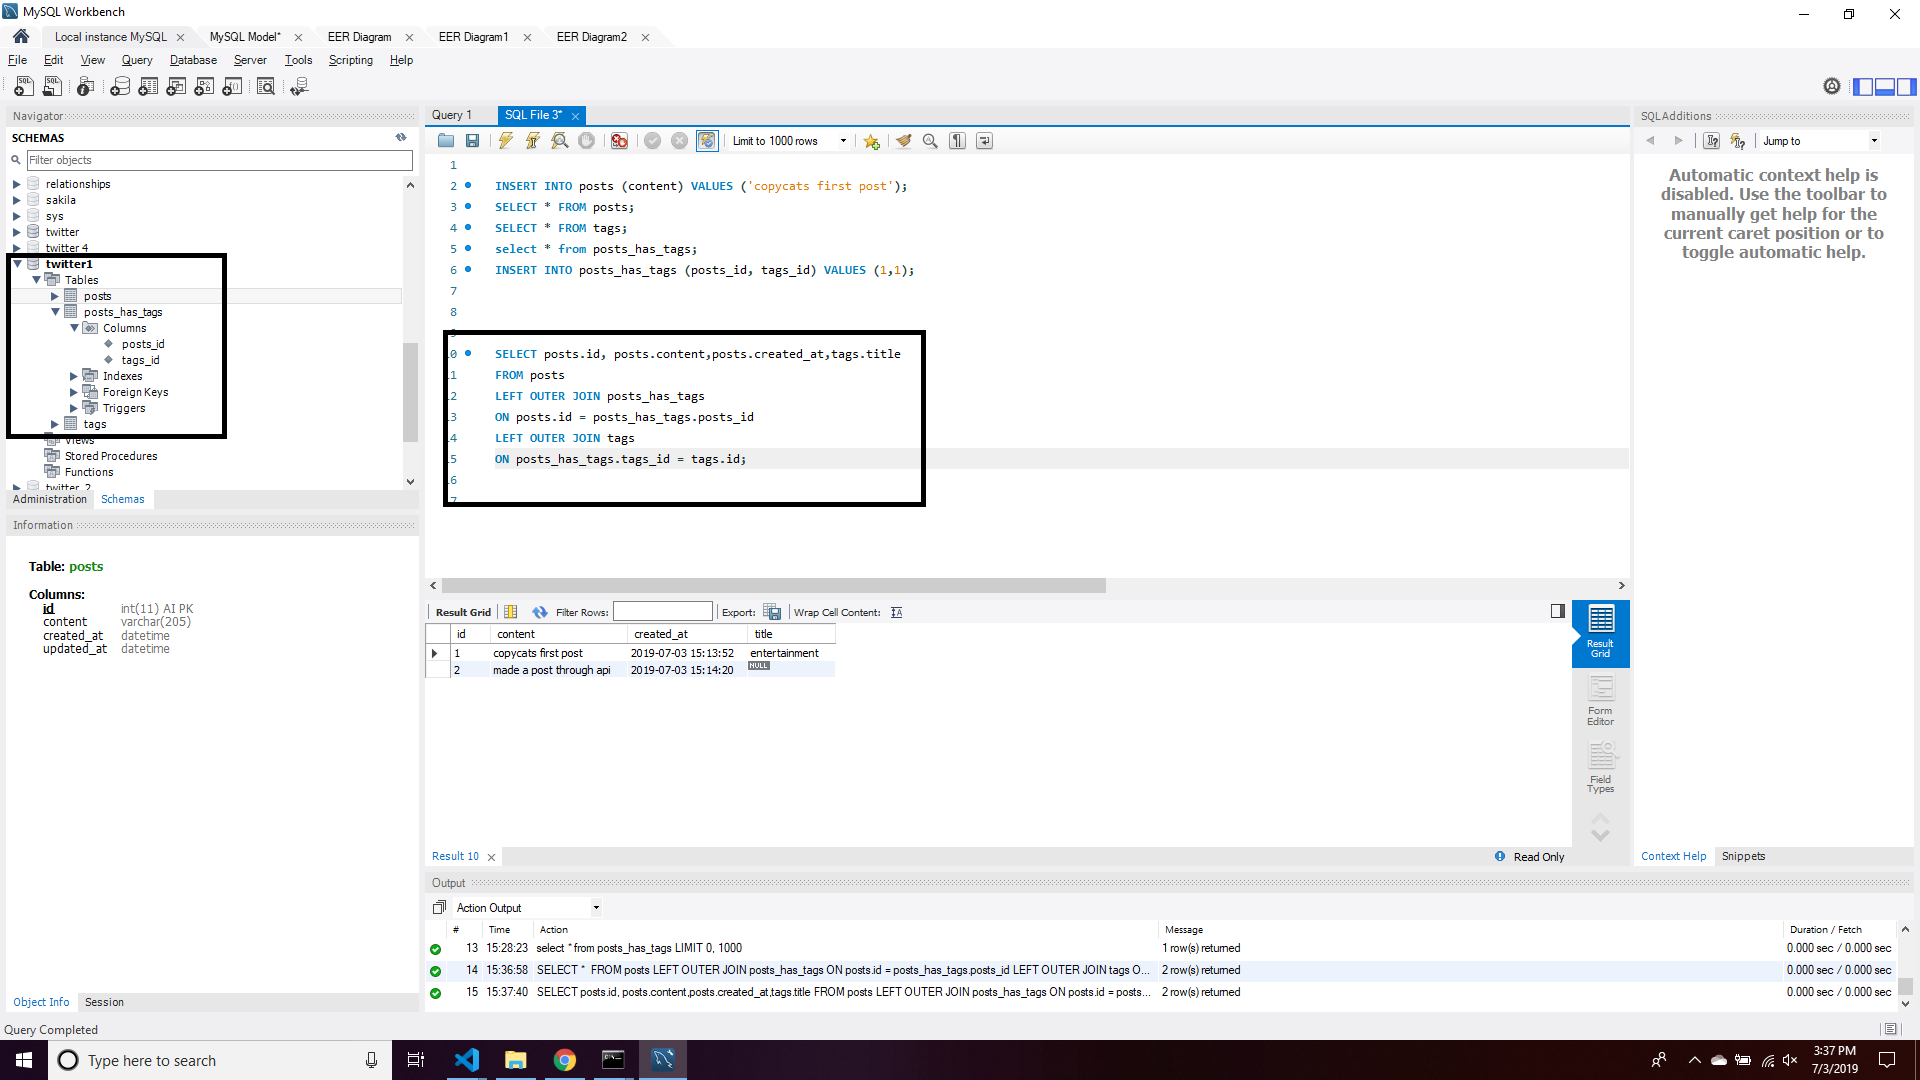 MySQL Workbench
Local instance MySQL
MySQL Model*
EER Diagram
EER Diagram1
EER Diagram2
File Edit View Query Database Server Tools Scripting Help
Navigator
SCHEMAS
Filter objects
relationships
sakila
sys
twitter
twitter 4
twitter1
Tables
posts
posts_has_tags
Columns
posts_id
tags_id
Indexes
Foreign Keys
Triggers
tags
Views
Stored Procedures
Functions
twitter 2
Administration Schemas
Information
Table: posts
Columns:
id int(11) AI PK
content varchar(205)
created_at datetime
updated_at datetime
Object Info Session
Query Completed
Query 1 SQL File 3*
Limit to 1000 rows
1
2 INSERT INTO posts (content) VALUES ('copycats first post');
3 SELECT * FROM posts;
4 SELECT * FROM tags;
5 select * from posts_has_tags;
6 INSERT INTO posts_has_tags (posts_id, tags_id) VALUES (1,1);
7
8
9
10 SELECT posts.id, posts.content,posts.created_at,tags.title
11 FROM posts
12 LEFT OUTER JOIN posts_has_tags
13 ON posts.id = posts_has_tags.posts_id
14 LEFT OUTER JOIN tags
15 ON posts_has_tags.tags_id = tags.id;
16
17
Result Grid Filter Rows: Export: Wrap Cell Content:
id content created_at title
1 copycats first post 2019-07-03 15:13:52 entertainment
2 made a post through api 2019-07-03 15:14:20 NULL
Result Grid
Form Editor
Field Types
Result 10
Read Only
Output
Action Output
# Time Action Message Duration / Fetch
13 15:28:23 select * from posts_has_tags LIMIT 0, 1000 1 row(s) returned 0.000 sec / 0.000 sec
14 15:36:58 SELECT * FROM posts LEFT OUTER JOIN posts_has_tags ON posts.id = posts_has_tags.posts_id LEFT OUTER JOIN tags O... 2 row(s) returned 0.000 sec / 0.000 sec
15 15:37:40 SELECT posts.id, posts.content,posts.created_at,tags.title FROM posts LEFT OUTER JOIN posts_has_tags ON posts.id = posts... 2 row(s) returned 0.000 sec / 0.000 sec
SQLAdditions
Jump to
Automatic context help is
disabled. Use the toolbar to
manually get help for the
current caret position or to
toggle automatic help.
Context Help Snippets
Type here to search
3:37 PM
7/3/2019